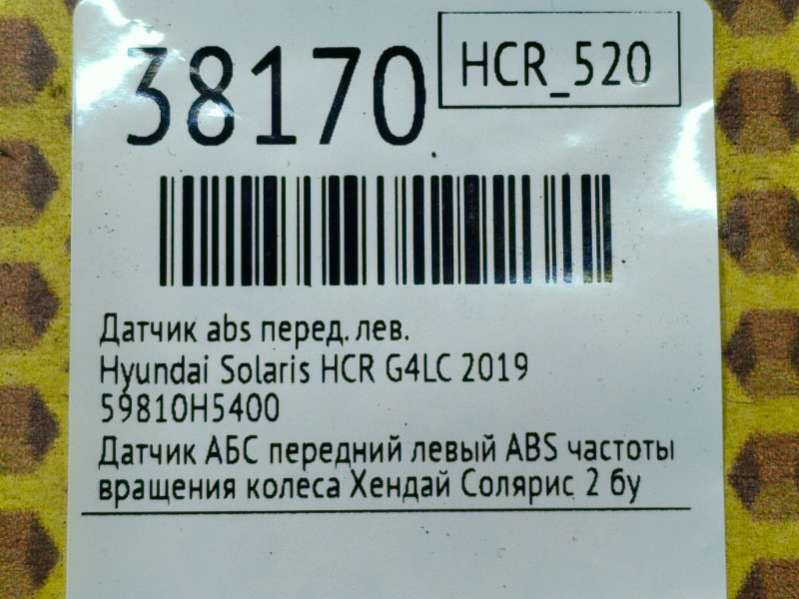 38170
HCR_520
Датчик abs перед. лев.
Hyundai Solaris HCR G4LC 2019
59810H5400
Датчик АБС передний левый ABS частоты
вращения колеса Хендай Солярис 2 бу